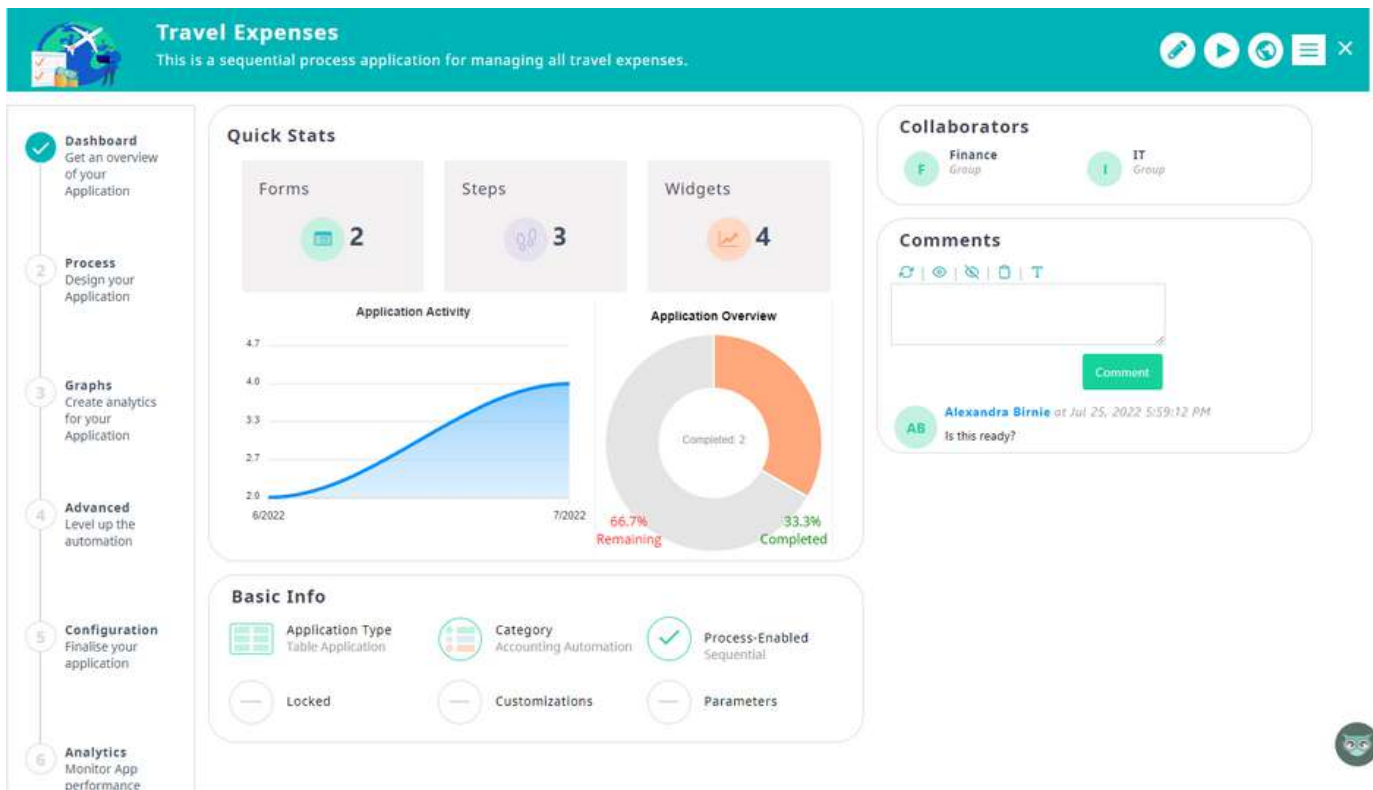 Travel Expenses
This is a sequential process application for managing all travel expenses.
Dashboard
Get an overview
of your
Application
2
Process
Design your
Application
3
Graphs
Create analytics
for your
Application
4
Advanced
Level up the
automation
5
Configuration
Finalise your
application
6
Analytics
Monitor App
performance
Quick Stats
Forms
2
Steps
3
Widgets
4
Application Activity
4.7
4.0
3.3
2.7
2.0
6/2022
7/2022
Application Overview
Completed: 2
66.7%
Remaining
33.3%
Completed
Basic Info
Application Type
Table Application
Category
Accounting Automation
Process-Enabled
Sequential
Locked
Customizations
Parameters
Collaborators
F
Finance
Group
I
IT
Group
Comments
Comment
AB
Alexandra Birnie at Jul 25, 2022 5:59:12 PM
Is this ready?